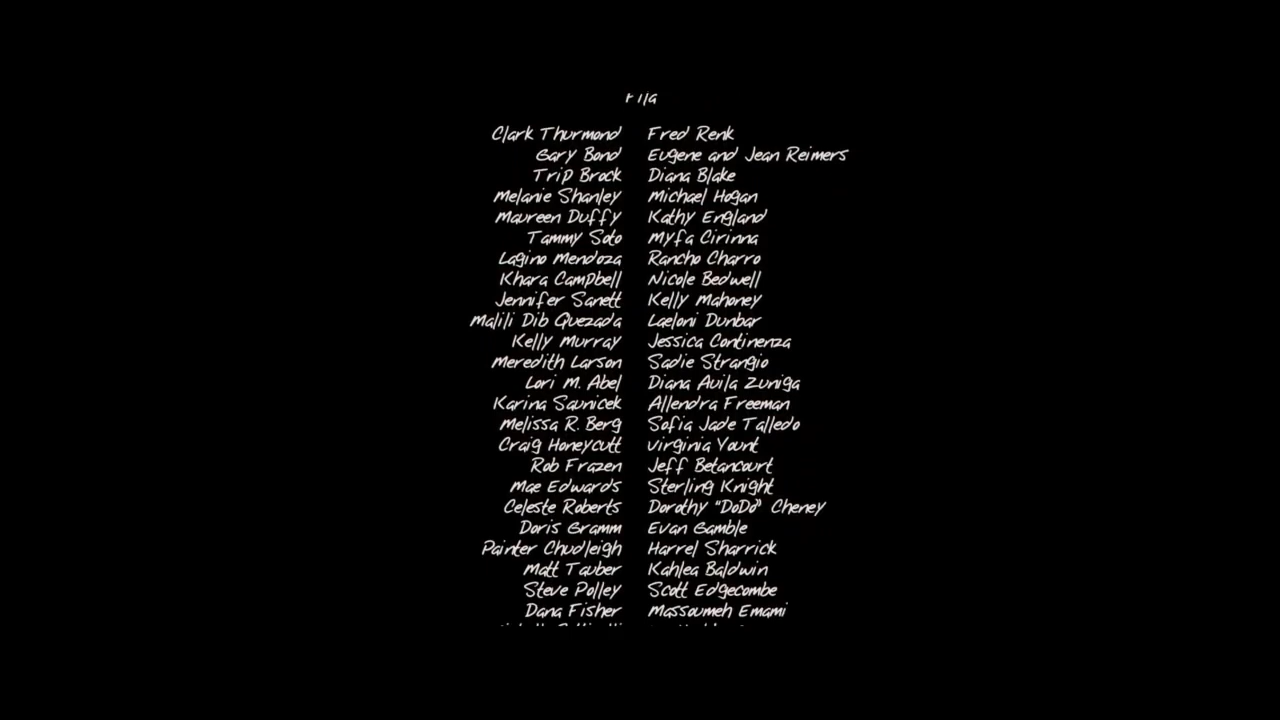 Clark Thurmond Fred Renk
Gary Bond Eugene and Jean Reimers
Trip Brock Diana Blake
Melanie Shanley Michael Hogan
Maureen Duffy Kathy England
Tammy Soto Myfa Cirinna
Lagino Mendoza Rancho Charro
Khara Campbell Nicole Bedwell
Jennifer Sanett Kelly Mahoney
Malili Dib Quezada Laeloni Dunbar
Kelly Murray Jessica Continenza
Meredith Larson Sadie Strangio
Lori M. Abel Diana Avila Zuniga
Karina Savnicek Allendra Freeman
Melissa R. Berg Sofia Jade Talledo
Craig Honeycutt Virginia Yount
Rob Frazen Jeff Betancourt
Mae Edwards Sterling Knight
Celeste Roberts Dorothy "DoDo" Cheney
Doris Gramm Evan Gamble
Painter Chudleigh Harrel Sharrick
Matt Tauber Kahlea Baldwin
Steve Polley Scott Edgecombe
Dana Fisher Massoumeh Emami